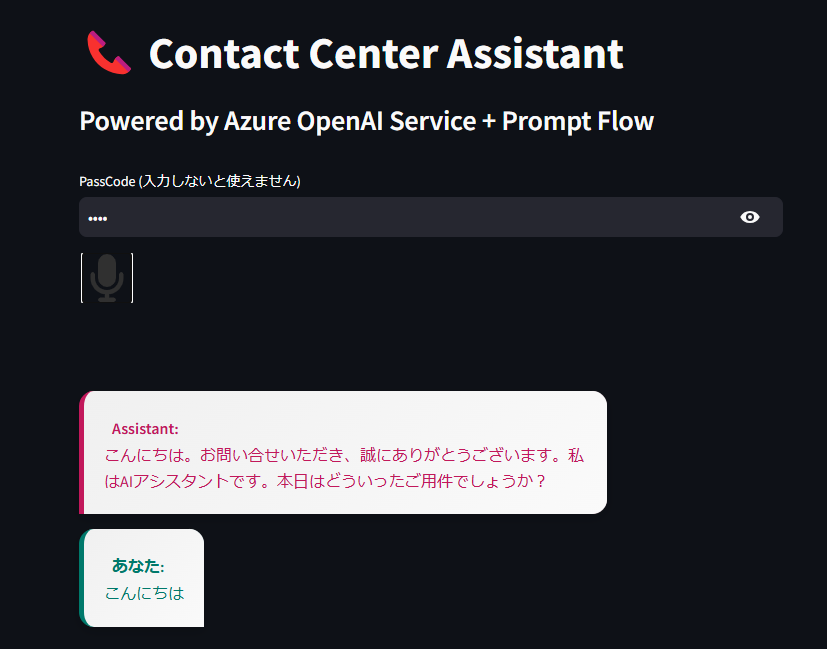 Contact Center Assistant
Powered by Azure OpenAI Service + Prompt Flow
PassCode (入力しないと使えません)
••••
Assistant:
こんにちは。お問い合せいただき、誠にありがとうございます。私
はAIアシスタントです。本日はどういったご用件でしょうか？
あなた:
こんにちは